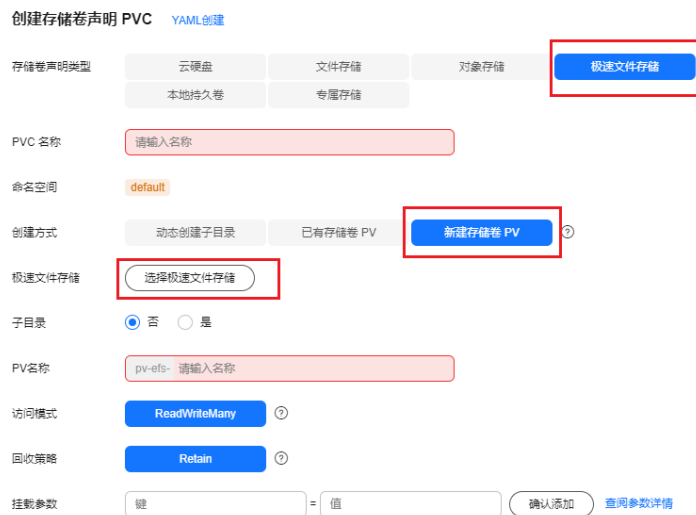 创建存储卷声明 PVC YAML创建
存储卷声明类型 云硬盘 文件存储 对象存储 极速文件存储
本地持久卷 专属存储
PVC 名称 请输入名称
命名空间 default
创建方式 动态创建子目录 已有存储卷 PV 新建存储卷 PV ?
极速文件存储 选择极速文件存储
子目录 否 是
PV名称 pv-efs- 请输入名称
访问模式 ReadWriteMany ?
回收策略 Retain ?
挂载参数 键 = 值 确认添加 查阅参数详情